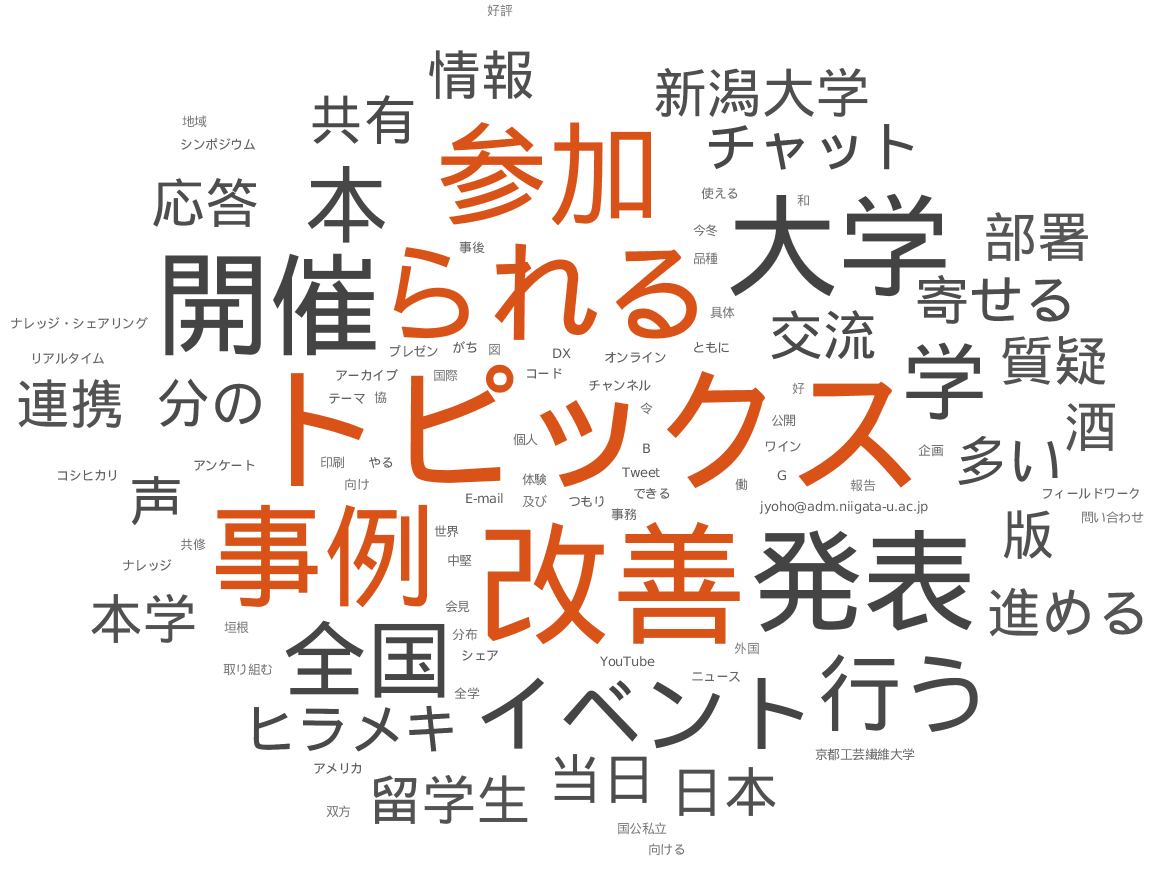 好評
情報
新潟大学
共有
地域
シンポジウム
参加
チャット
応答
本
使える
和
大学
今冬
部署
開催
られる
事後
品種
寄せる
具体
交流
ナレッジ・シェアリング
リアルタイム
プレゼン
がち
図
DX
オンライン
ともに
学
質疑
連携
分の
アーカイブ
国際
コード
チャンネル
テーマ
協
トピックス
好
令
公開
酒
個人
B
ワイン
企画
多い
コシヒカリ
アンケート
印刷
やる
体験
Tweet
G
声
向け
E-mail
及び
つもり
できる
働
報告
フィールドワーク
jyoho@adm.niigata-u.ac.jp
問い合わせ
事務
版
事例
世界
改善
発表
共修
ナレッジ
中堅
本学
会見
進める
垣根
分布
全国
シェア
YouTube
外国
取り組む
ニュース
全学
イベント
行う
ヒラメキ
京都工芸繊維大学
アメリカ
当日
日本
留学生
双方
国公私立
向ける